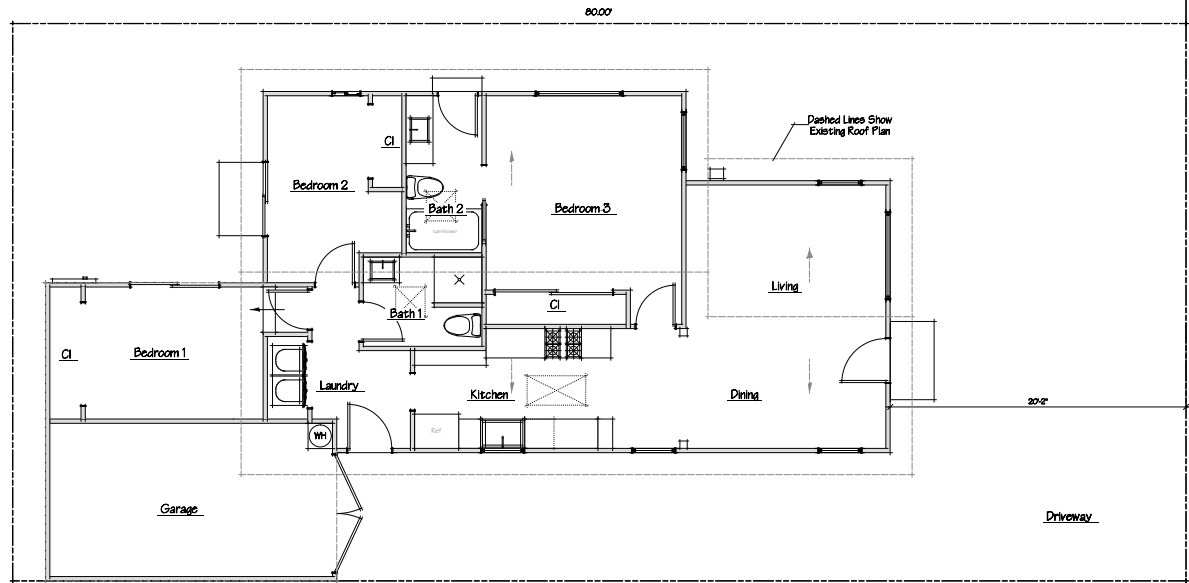 80.00'
Dashed Lines Show
Existing Roof Plan
Cl
Bedroom 2
Bath 2
Bedroom 3
Living
Cl
Bath 1
Cl
Bedroom 1
Laundry
Kitchen
Dining
20'-2"
Ref
WH
Garage
Driveway